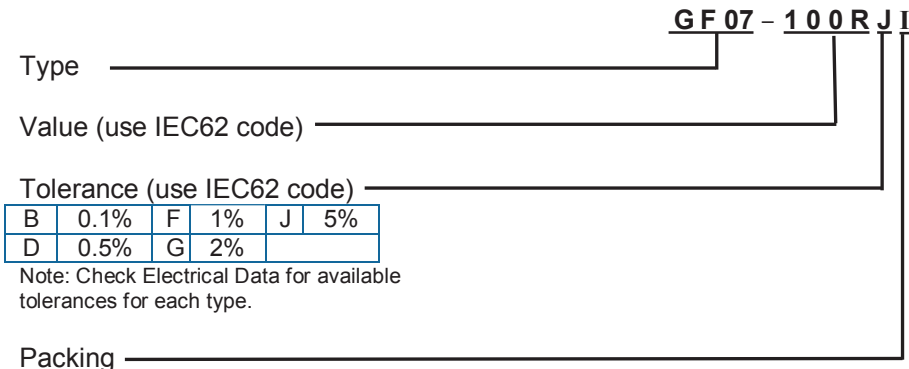 GF07 – 100RJI
Type
Value (use IEC62 code)
Tolerance (use IEC62 code)
B 0.1% F 1% J 5%
D 0.5% G 2%
Note: Check Electrical Data for available
tolerances for each type.
Packing